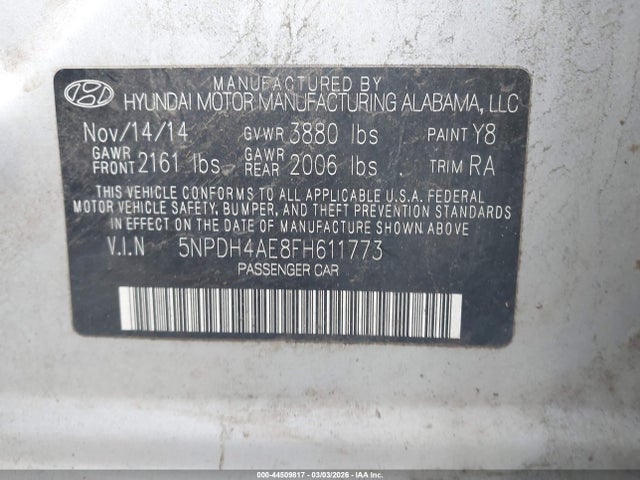 MANUFACTURED BY
HYUNDAI MOTOR MANUFACTURING ALABAMA, LLC
Nov/14/14 GVWR 3880 lbs PAINT Y8
GAWR FRONT 2161 lbs GAWR REAR 2006 lbs TRIM RA
THIS VEHICLE CONFORMS TO ALL APPLICABLE U.S.A. FEDERAL
MOTOR VEHICLE SAFETY, BUMPER, AND THEFT PREVENTION STANDARDS
IN EFFECT ON THE DATE OF MANUFACTURE SHOWN ABOVE.
V.I.N 5NPDH4AE8FH611773
PASSENGER CAR
000-44509817 - 03/03/2026 - IAA Inc.